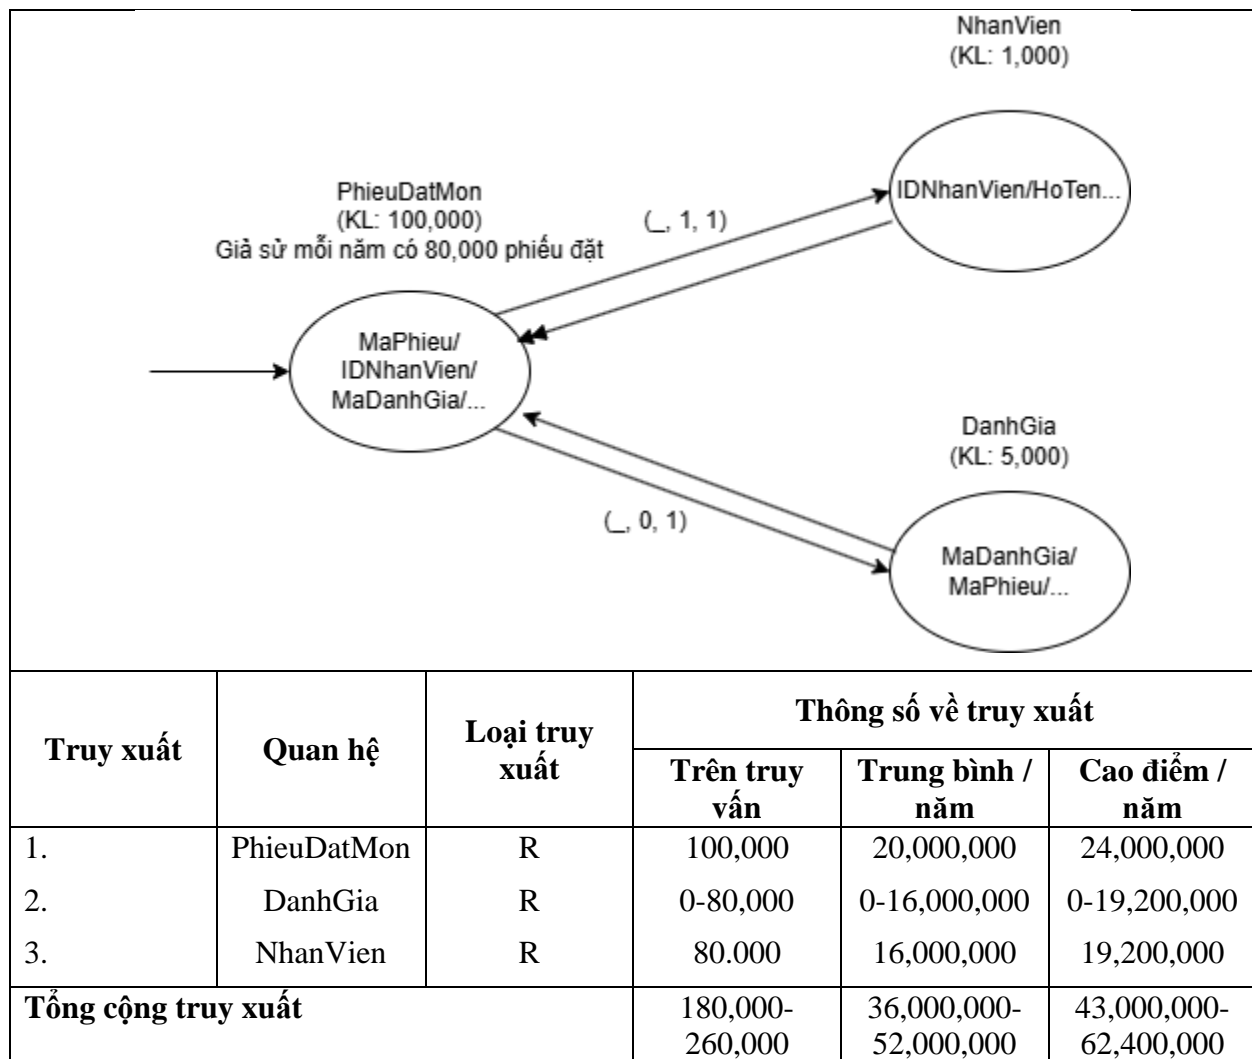 NhanVien
(KL: 1,000)
IDNhanVien/HoTen...
PhieuDatMon
(KL: 100,000)
Giả sử mỗi năm có 80,000 phiếu đặt
(_, 1, 1)
MaPhieu/
IDNhanVien/
MaDanhGia/...
DanhGia
(KL: 5,000)
(_, 0, 1)
MaDanhGia/
MaPhieu/...
Truy xuất Quan hệ Loại truy xuất Thông số về truy xuất
Trên truy vấn Trung bình / năm Cao điểm / năm
1. PhieuDatMon R 100,000 20,000,000 24,000,000
2. DanhGia R 0-80,000 0-16,000,000 0-19,200,000
3. NhanVien R 80.000 16,000,000 19,200,000
Tổng cộng truy xuất 180,000-260,000 36,000,000-52,000,000 43,000,000-62,400,000